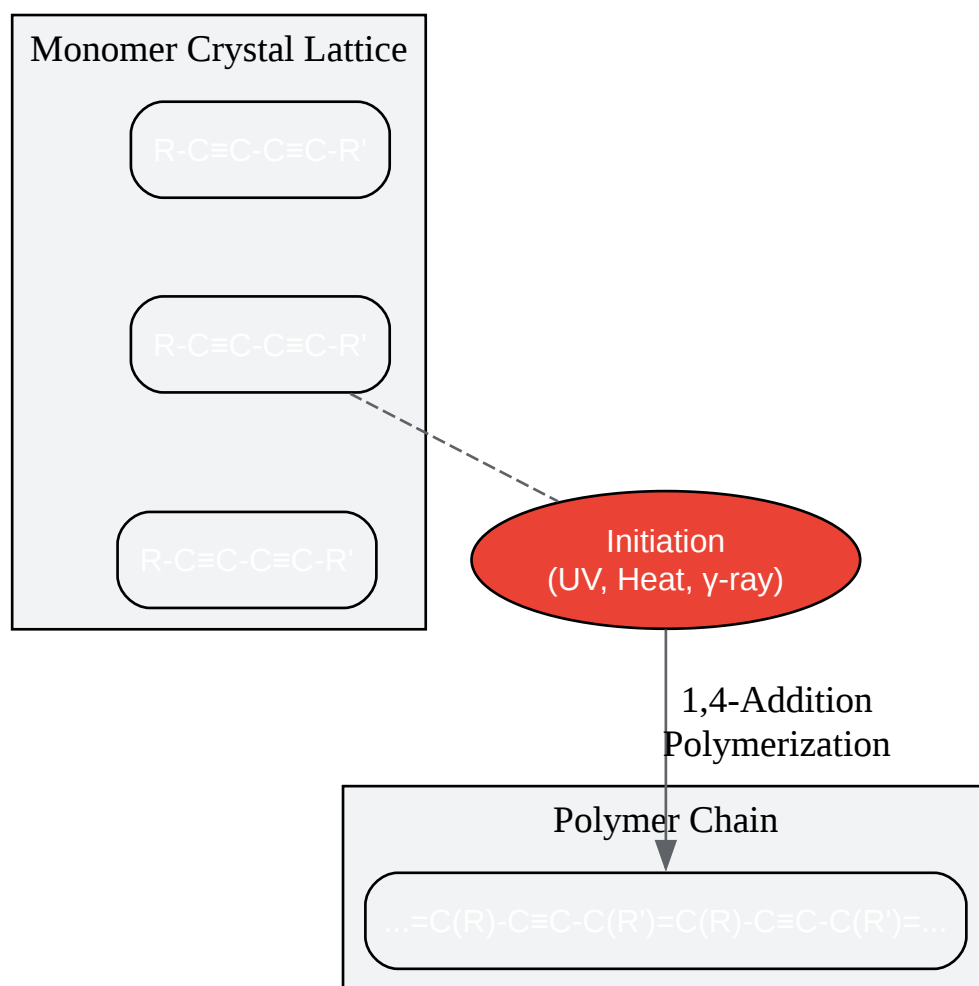 Monomer Crystal Lattice
R-C≡C-C≡C-R'
R-C≡C-C≡C-R'
R-C≡C-C≡C-R'
Initiation
(UV, Heat, γ-ray)
1,4-Addition
Polymerization
Polymer Chain
...=C(R)-C≡C-C(R')=C(R)-C≡C-C(R')=...